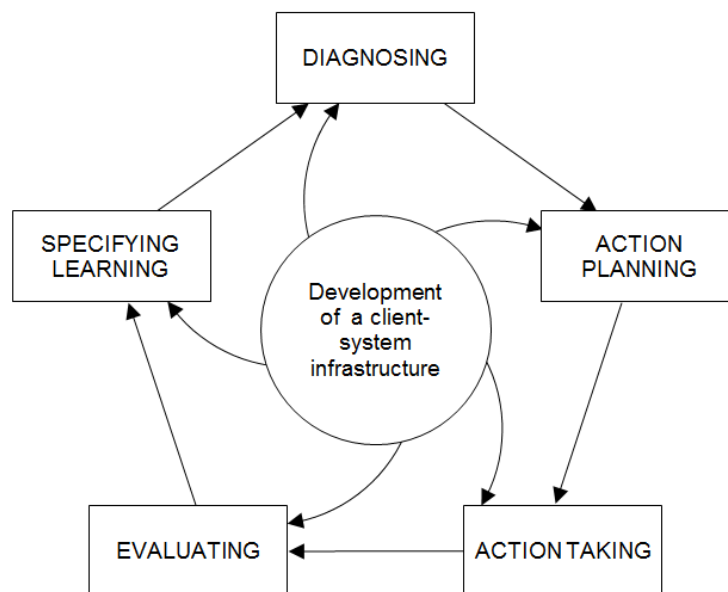 DIAGNOSING
SPECIFYING
LEARNING
ACTION
PLANNING
Development
of a client-
system
infrastructure
EVALUATING
ACTION TAKING